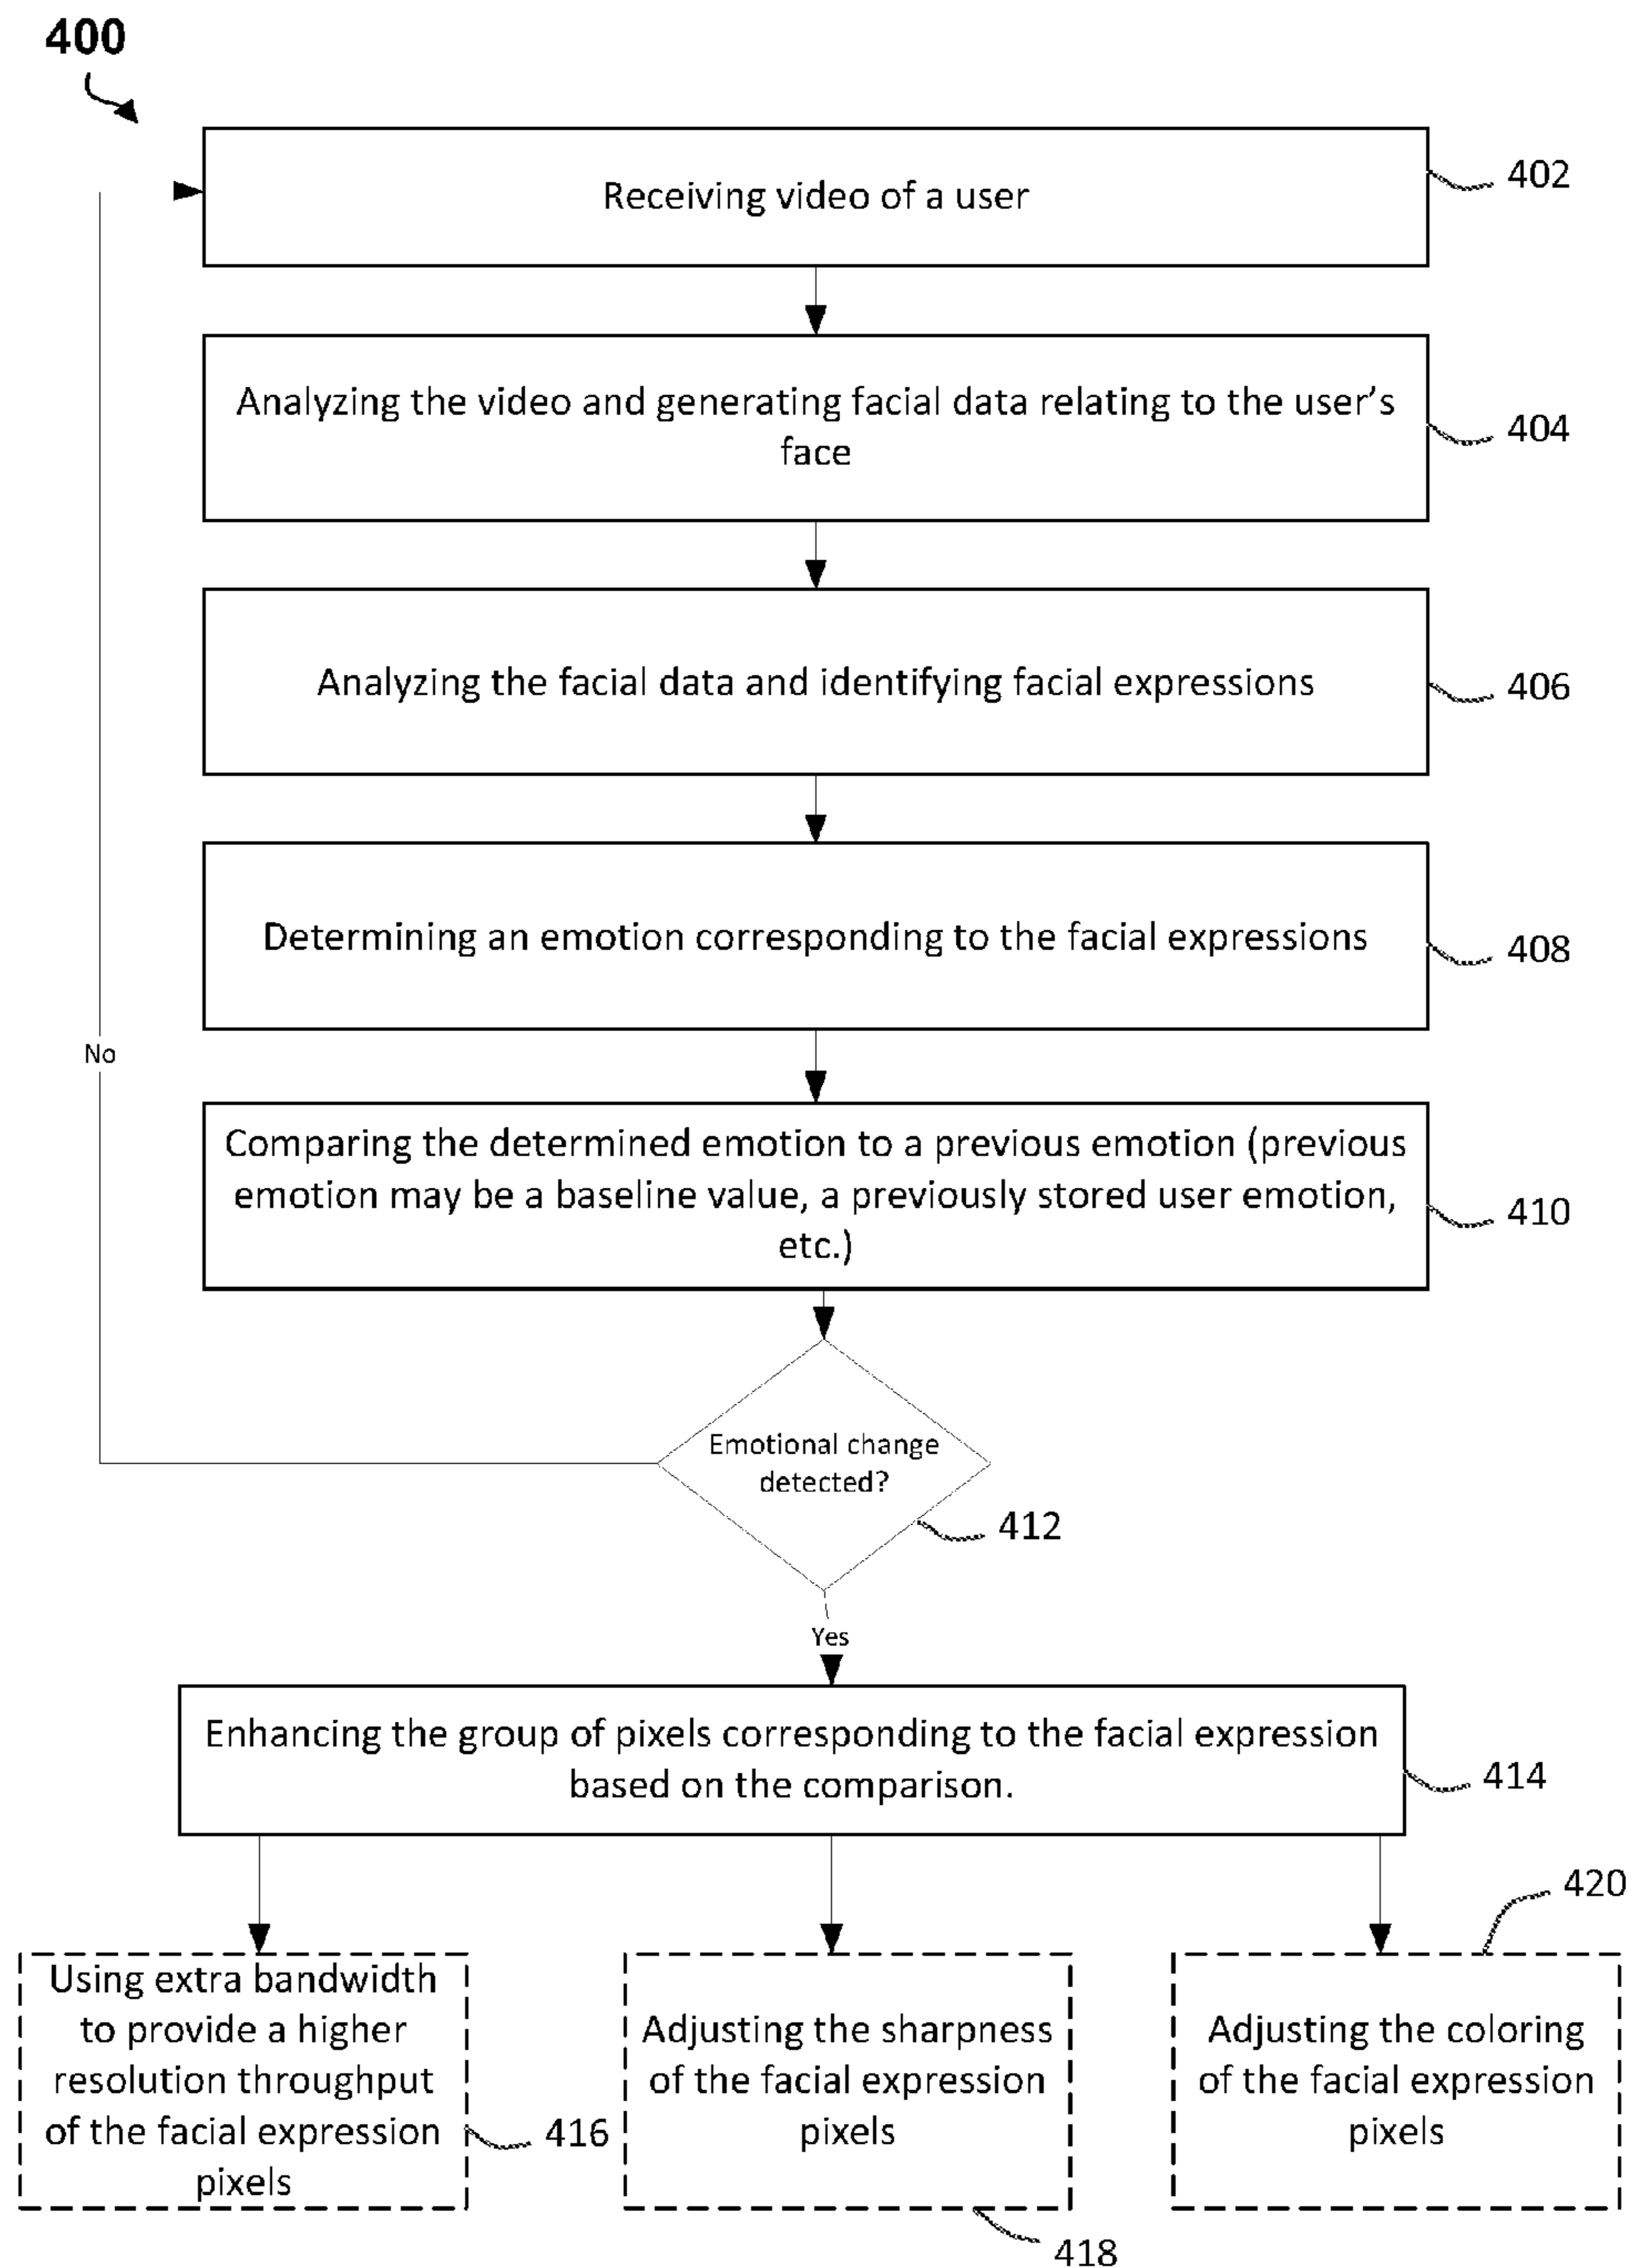 400
Receiving video of a user
402
Analyzing the video and generating facial data relating to the user's
face
404
Analyzing the facial data and identifying facial expressions
406
Determining an emotion corresponding to the facial expressions
408
No
Comparing the determined emotion to a previous emotion (previous
emotion may be a baseline value, a previously stored user emotion,
etc.)
410
Emotional change
detected?
412
Yes
Enhancing the group of pixels corresponding to the facial expression
based on the comparison.
414
Using extra bandwidth
to provide a higher
resolution throughput
of the facial expression
pixels
416
Adjusting the sharpness
of the facial expression
pixels
418
420
Adjusting the coloring
of the facial expression
pixels